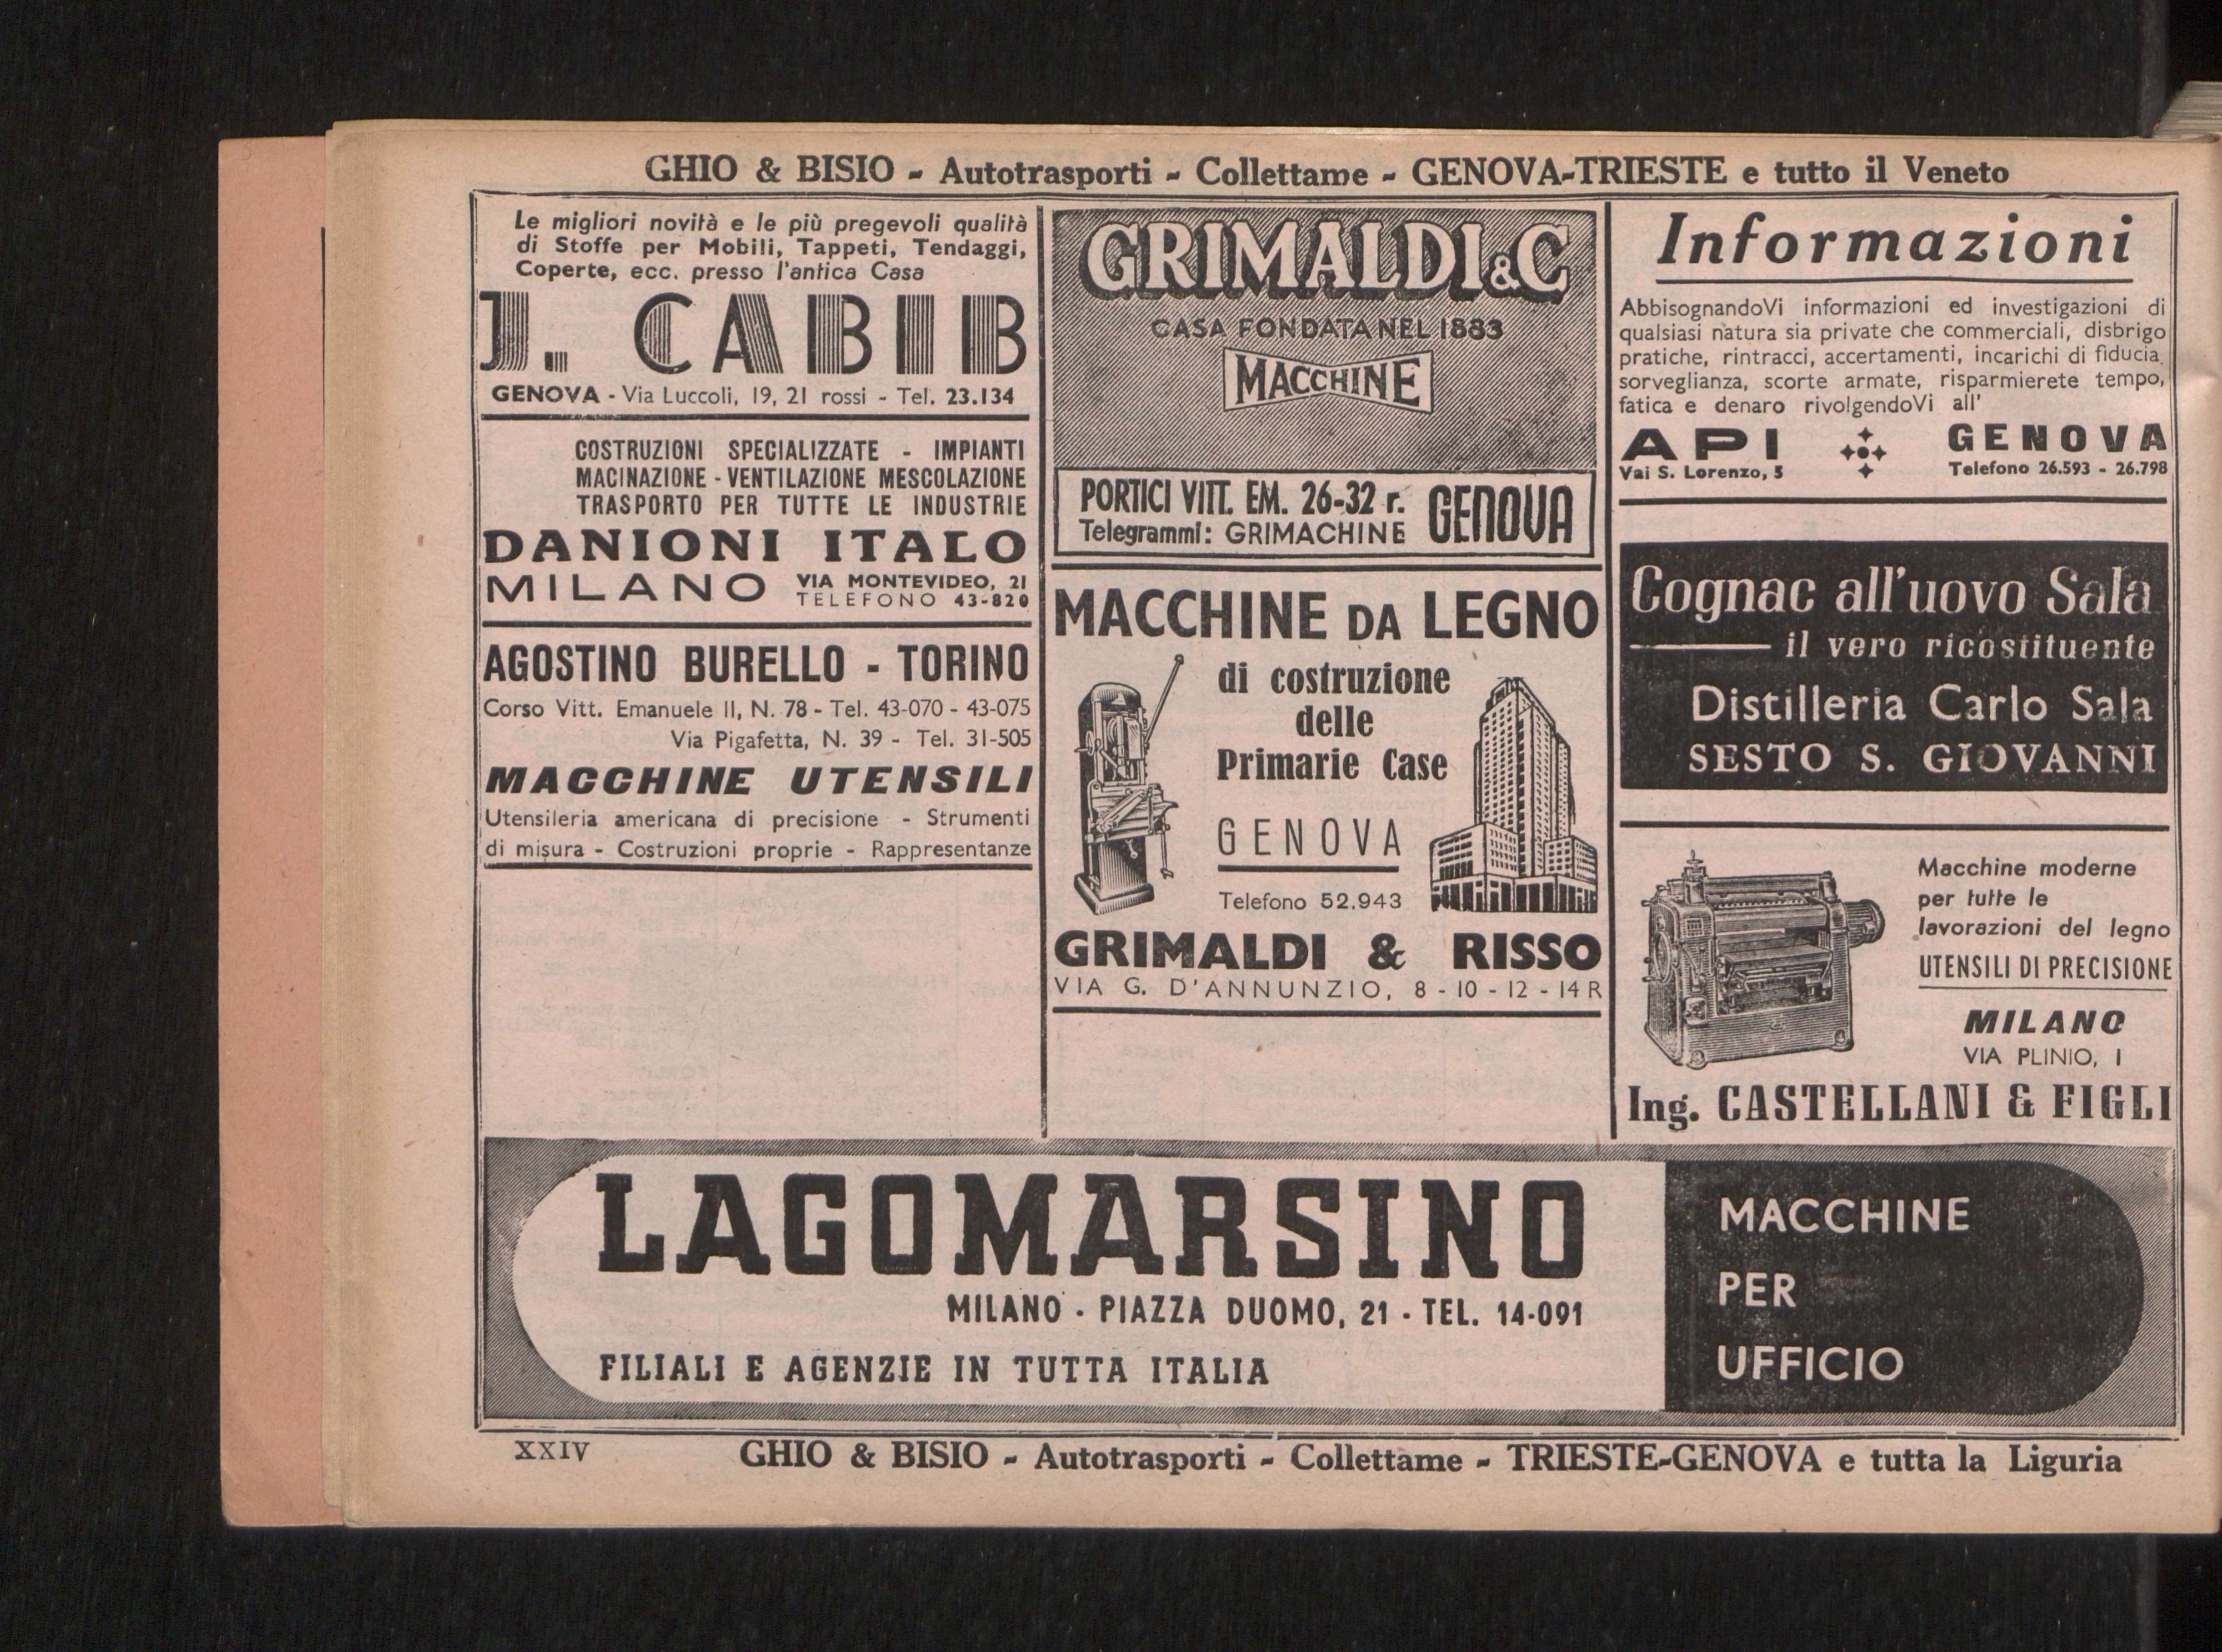 GHIO & BISIO - Autotrasporti - Collettame - GENOVA-TRIESTE e tutto il Veneto
Le migliori novità e le più pregevoli qualità
di Stoffe per Mobili, Tappeti, Tendaggi,
Coperte, ecc. presso l'antica Casa
J. CABIB
GENOVA - Via Luccoli, 19, 21 rossi - Tel. 23.134
COSTRUZIONI SPECIALIZZATE - IMPIANTI
MACINAZIONE - VENTILAZIONE MESCOLAZIONE
TRASPORTO PER TUTTE LE INDUSTRIE
DANIONI ITALO
MILANO VIA MONTEVIDEO, 21
TELEFONO 43-820
AGOSTINO BURELLO - TORINO
Corso Vitt. Emanuele II, N. 78 - Tel. 43-070 - 43-075
Via Pigafetta, N. 39 - Tel. 31-505
MACCHINE UTENSILI
Utensileria americana di precisione - Strumenti
di misura - Costruzioni proprie - Rappresentanze
GRIMALDI & C
CASA FONDATA NEL 1883
MACCHINE
PORTICI VITT. EM. 26-32 r. GENOVA
Telegrammi: GRIMACHINE
MACCHINE DA LEGNO
di costruzione
delle
Primarie Case
GENOVA
Telefono 52.943
GRIMALDI & RISSO
VIA G. D'ANNUNZIO, 8 - 10 - 12 - 14 R
Informazioni
AbbisognandoVi informazioni ed investigazioni di
qualsiasi natura sia private che commerciali, disbrigo
pratiche, rintracci, accertamenti, incarichi di fiducia,
sorveglianza, scorte armate, risparmierete tempo,
fatica e denaro rivolgendoVi all'
API GENOVA
Vai S. Lorenzo, 5 Telefono 26.593 - 26.798
Cognac all'uovo Sala
il vero ricostituente
Distilleria Carlo Sala
SESTO S. GIOVANNI
Macchine moderne
per tutte le
lavorazioni del legno
UTENSILI DI PRECISIONE
MILANO
VIA PLINIO, 1
Ing. CASTELLANI & FIGLI
LAGOMARSINO
MILANO - PIAZZA DUOMO, 21 - TEL. 14-091
FILIALI E AGENZIE IN TUTTA ITALIA
MACCHINE
PER
UFFICIO
XXIV GHIO & BISIO - Autotrasporti - Collettame - TRIESTE-GENOVA e tutta la Liguria